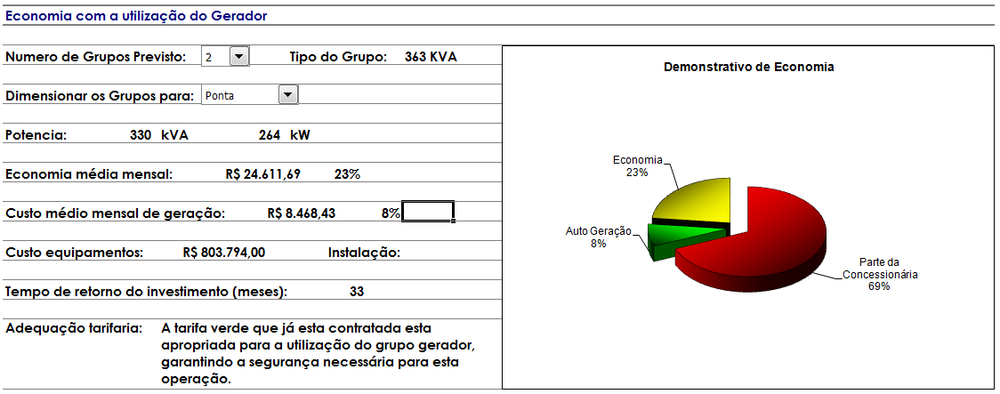 Economia com a utilização do Gerador
Numero de Grupos Previsto: 2 Tipo do Grupo: 363 KVA
Dimensionar os Grupos para: Ponta
Potencia: 330 kVA 264 kW
Economia média mensal: R$ 24.611,69 23%
Custo médio mensal de geração: R$ 8.468,43 8%
Custo equipamentos: R$ 803.794,00 Instalação:
Tempo de retorno do investimento (meses): 33
Adequação tarifaria: A tarifa verde que já esta contratada esta
apropriada para a utilização do grupo gerador,
garantindo a segurança necessária para esta
operação.
Demonstrativo de Economia
Economia
23%
Auto Geração
8%
Parte da
Concessionária
69%